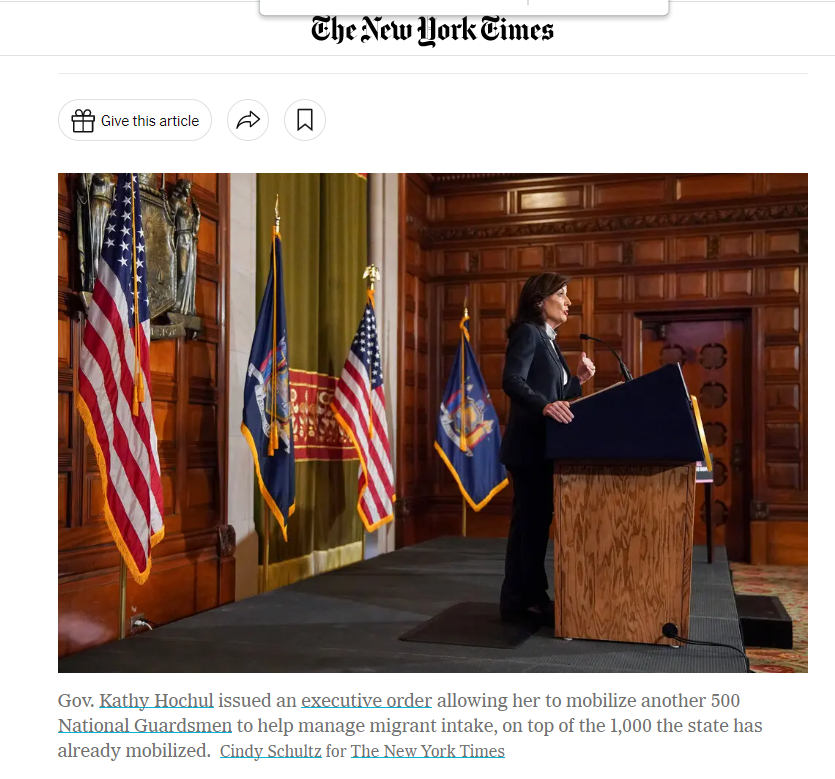 The New York Times
Give this article
Gov. Kathy Hochul issued an executive order allowing her to mobilize another 500
National Guardsmen to help manage migrant intake, on top of the 1,000 the state has
already mobilized. Cindy Schultz for The New York Times